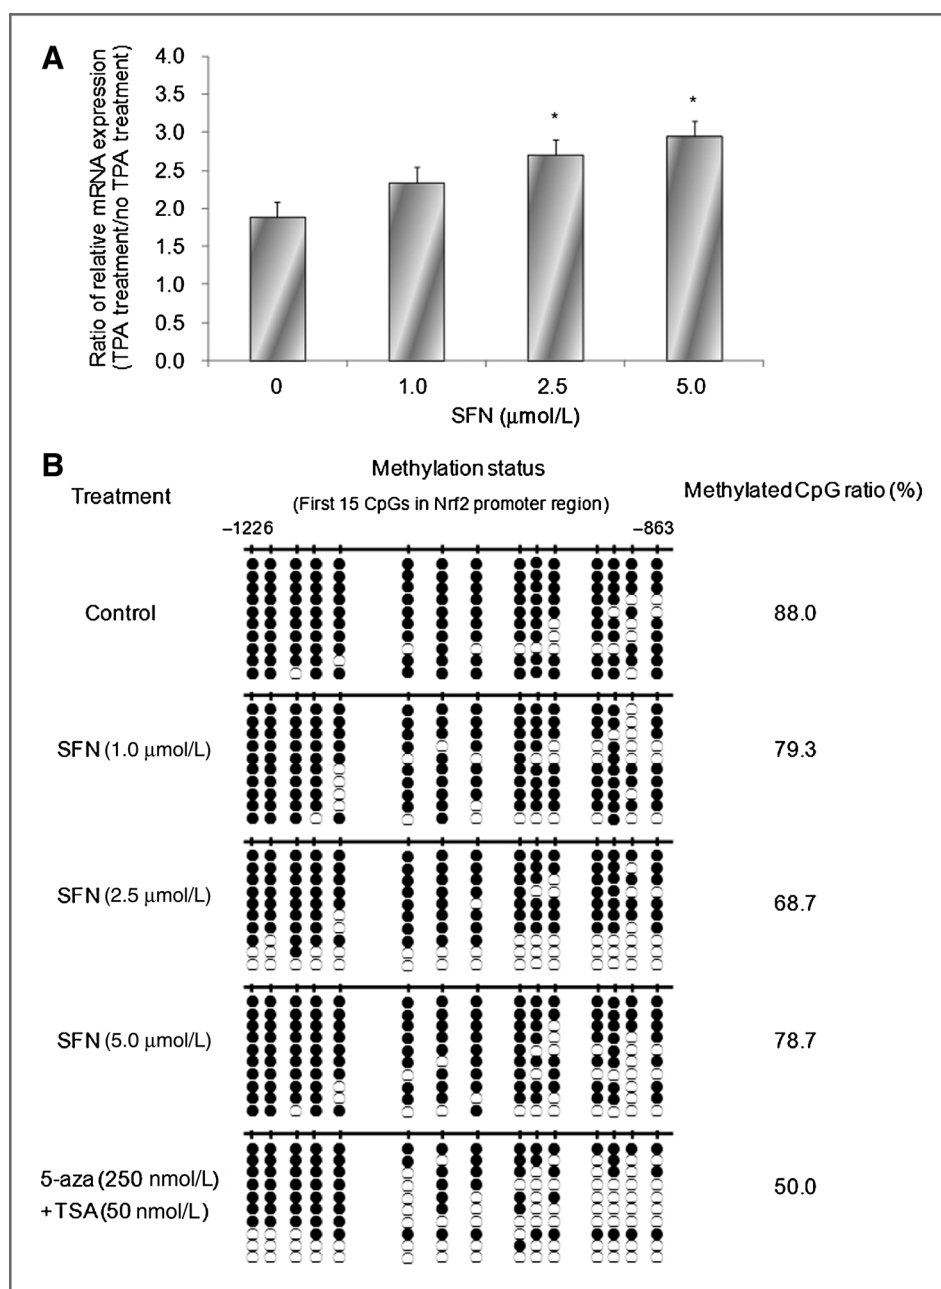 A
Ratio of relative mRNA expression
(TPA treatment/no TPA treatment)
4.0
3.5
3.0
2.5
2.0
1.5
1.0
0.5
0.0
*
*
0 1.0 2.5 5.0
SFN (μmol/L)
B
Treatment
Methylation status
(First 15 CpGs in Nrf2 promoter region)
Methylated CpG ratio (%)
−1226 −863
Control 88.0
SFN (1.0 μmol/L) 79.3
SFN (2.5 μmol/L) 68.7
SFN (5.0 μmol/L) 78.7
5-aza (250 nmol/L)
+TSA (50 nmol/L)
50.0